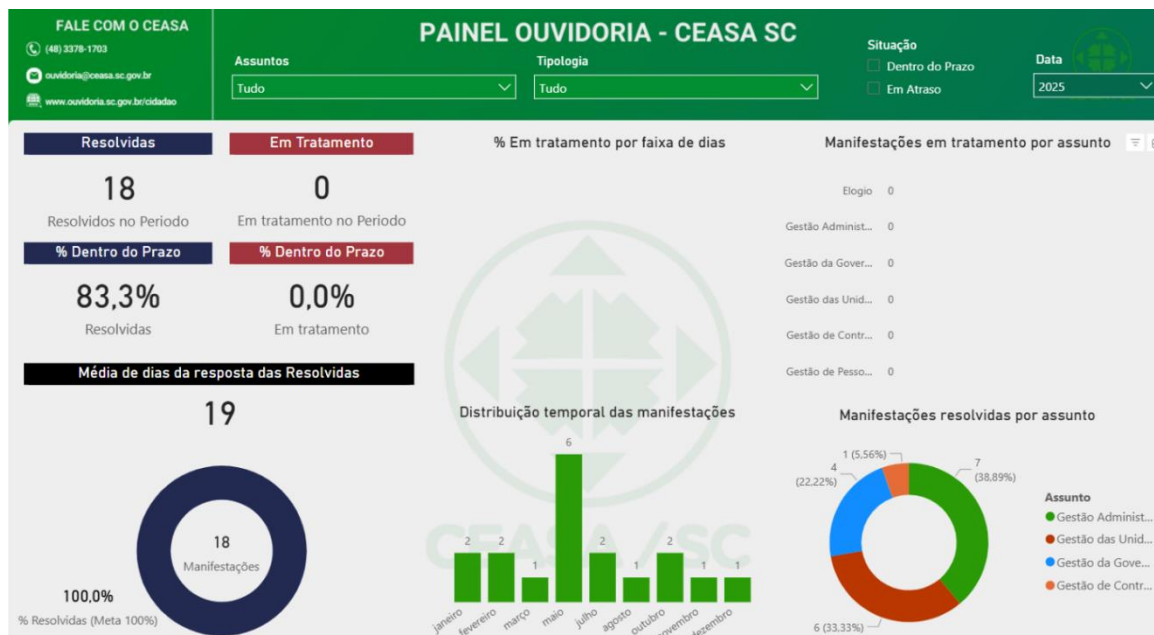 FALE COM O CEASA
(48) 3378-1703
ouvidoria@ceasa.sc.gov.br
www.ouvidoria.sc.gov.br/cidadao
PAINEL OUVIDORIA - CEASA SC
Assuntos
Tudo
Tipologia
Tudo
Situação
Dentro do Prazo
Em Atraso
Data
2025
Resolvidas
18
Resolvidos no Periodo
Em Tratamento
0
Em tratamento no Periodo
% Dentro do Prazo
83,3%
Resolvidas
% Dentro do Prazo
0,0%
Em tratamento
Média de dias da resposta das Resolvidas
19
18
Manifestações
100,0%
% Resolvidas (Meta 100%)
% Em tratamento por faixa de dias
Manifestações em tratamento por assunto
Elogio 0
Gestão Administ... 0
Gestão da Gover... 0
Gestão das Unid... 0
Gestão de Contr... 0
Gestão de Pesso... 0
CEASA/SC
Distribuição temporal das manifestações
2 2 1 6 2 1 2 1 1
janeiro fevereiro março maio julho agosto outubro novembro dezembro
Manifestações resolvidas por assunto
1 (5,56%)
4
(22,22%)
7
(38,89%)
6 (33,33%)
Assunto
Gestão Administ...
Gestão das Unid...
Gestão da Gove...
Gestão de Contr...